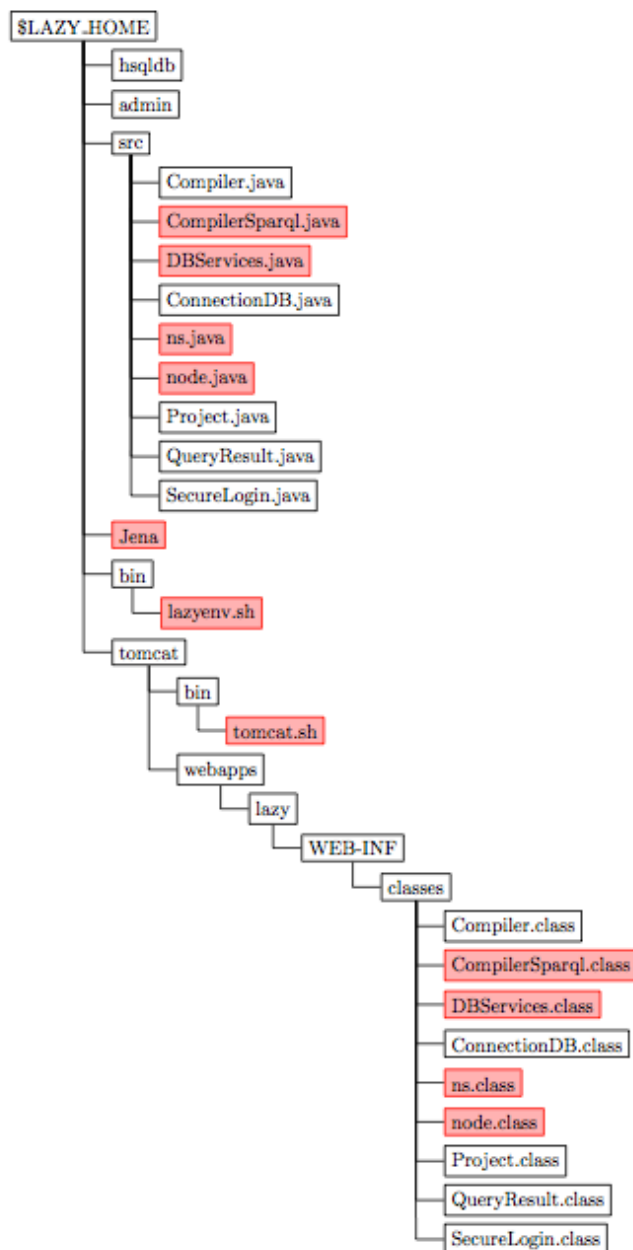 $LAZY_HOME
hsqldb
admin
src
Compiler.java
CompilerSparql.java
DBServices.java
ConnectionDB.java
ns.java
node.java
Project.java
QueryResult.java
SecureLogin.java
Jena
bin
lazyenv.sh
tomcat
bin
tomcat.sh
webapps
lazy
WEB-INF
classes
Compiler.class
CompilerSparql.class
DBServices.class
ConnectionDB.class
ns.class
node.class
Project.class
QueryResult.class
SecureLogin.class